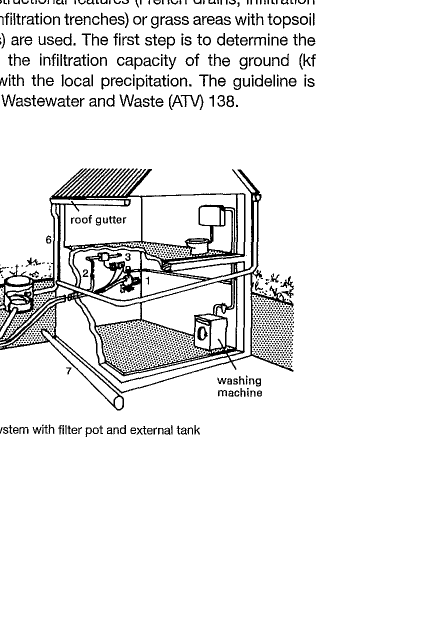 structural features (French drains, infiltration
infiltration trenches) or grass areas with topsoil
s) are used. The first step is to determine the
the infiltration capacity of the ground (kf
with the local precipitation. The guideline is
Wastewater and Waste (ATV) 138.
roof gutter
6
3
2
1
7
washing
machine
ystem with filter pot and external tank